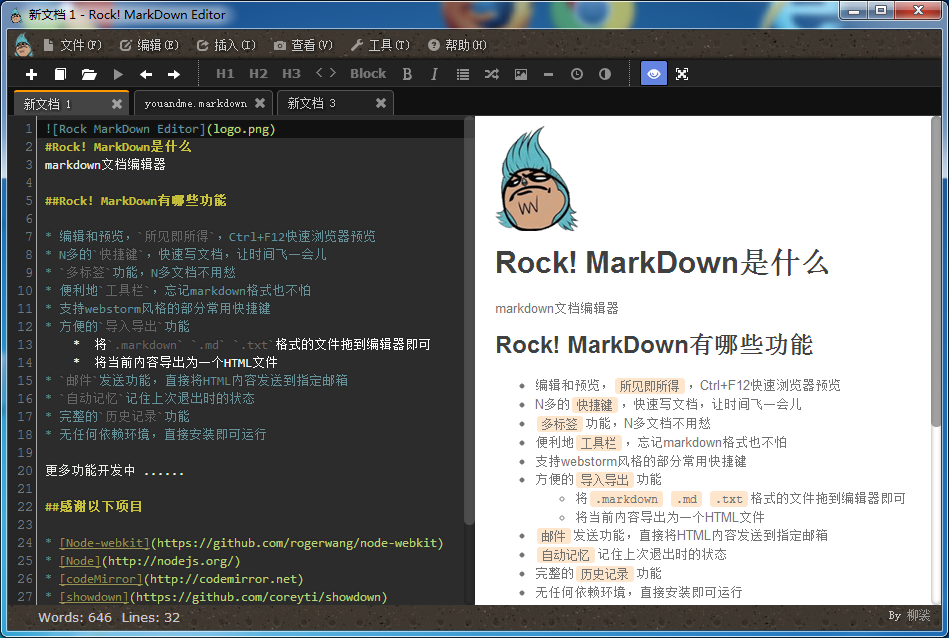 新文档 1 - Rock! MarkDown Editor
文件(F) 编辑(E) 插入(I) 查看(V) 工具(T) 帮助(H)
H1 H2 H3 <> Block B I
新文档 1 youandme.markdown 新文档 3
1 ![Rock MarkDown Editor](logo.png)
2 #Rock! MarkDown是什么
3 markdown文档编辑器
4
5 ##Rock! MarkDown有哪些功能
6
7 * 编辑和预览，`所见即所得`，Ctrl+F12快速浏览器预览
8 * N多的`快捷键`，快速写文档，让时间飞一会儿
9 * `多标签`功能，N多文档不用愁
10 * 便利地`工具栏`，忘记markdown格式也不怕
11 * 支持webstorm风格的部分常用快捷键
12 * 方便的`导入导出`功能
13 * 将`.markdown` `.md` `.txt`格式的文件拖到编辑器即可
14 * 将当前内容导出为一个HTML文件
15 * `邮件`发送功能，直接将HTML内容发送到指定邮箱
16 * `自动记忆`记住上次退出时的状态
17 * 完整的`历史记录`功能
18 * 无任何依赖环境，直接安装即可运行
19
20 更多功能开发中 ......
21
22 ##感谢以下项目
23
24 * [Node-webkit](https://github.com/rogerwang/node-webkit)
25 * [Node](http://nodejs.org/)
26 * [codeMirror](http://codemirror.net)
27 * [showdown](https://github.com/coreyti/showdown)
Rock! MarkDown是什么
markdown文档编辑器
Rock! MarkDown有哪些功能
• 编辑和预览， 所见即所得 ，Ctrl+F12快速浏览器预览
• N多的 快捷键 ，快速写文档，让时间飞一会儿
• 多标签 功能，N多文档不用愁
• 便利地 工具栏 ，忘记markdown格式也不怕
• 支持webstorm风格的部分常用快捷键
• 方便的 导入导出 功能
◦ 将 .markdown .md .txt 格式的文件拖到编辑器即可
◦ 将当前内容导出为一个HTML文件
• 邮件 发送功能，直接将HTML内容发送到指定邮箱
• 自动记忆 记住上次退出时的状态
• 完整的 历史记录 功能
• 无任何依赖环境，直接安装即可运行
Words: 646 Lines: 32
By 柳裟